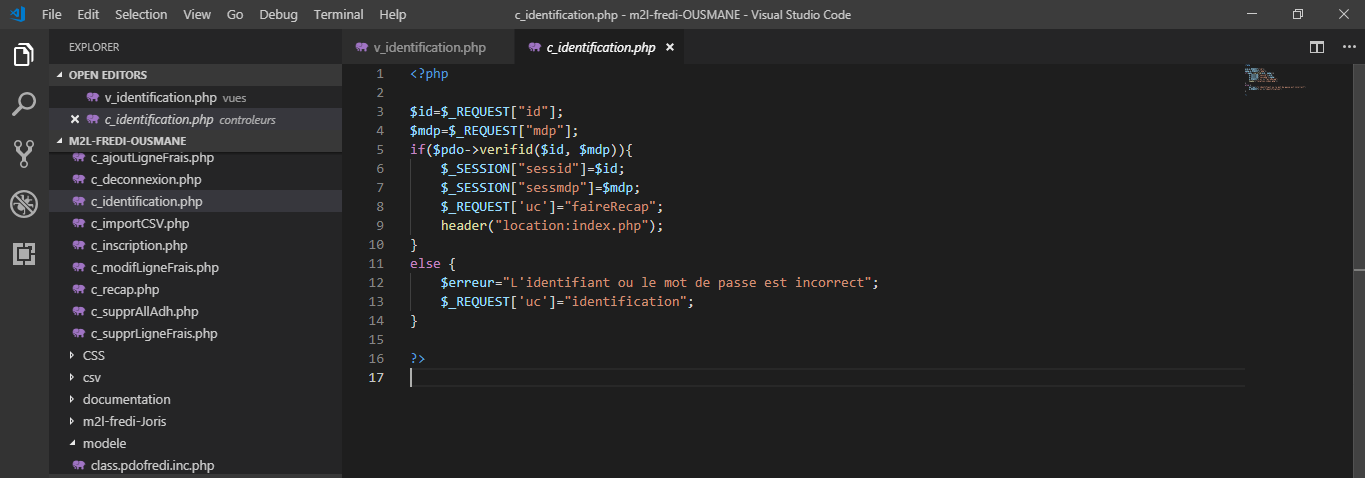 File Edit Selection View Go Debug Terminal Help
c_identification.php - m2l-fredi-OUSMANE - Visual Studio Code
EXPLORER
OPEN EDITORS
v_identification.php vues
c_identification.php controleurs
M2L-FREDI-OUSMANE
c_ajoutLigneFrais.php
c_deconnexion.php
c_identification.php
c_importCSV.php
c_inscription.php
c_modifLigneFrais.php
c_recap.php
c_supprAllAdh.php
c_supprLigneFrais.php
CSS
csv
documentation
m2l-fredi-Joris
modele
class.pdofredi.inc.php
v_identification.php
c_identification.php
1 <?php
2
3 $id=$_REQUEST["id"];
4 $mdp=$_REQUEST["mdp"];
5 if($pdo->verifid($id, $mdp)){
6 $_SESSION["sessid"]=$id;
7 $_SESSION["sessmdp"]=$mdp;
8 $_REQUEST['uc']="faireRecap";
9 header("location:index.php");
10 }
11 else {
12 $erreur="L'identifiant ou le mot de passe est incorrect";
13 $_REQUEST['uc']="identification";
14 }
15
16 ?>
17